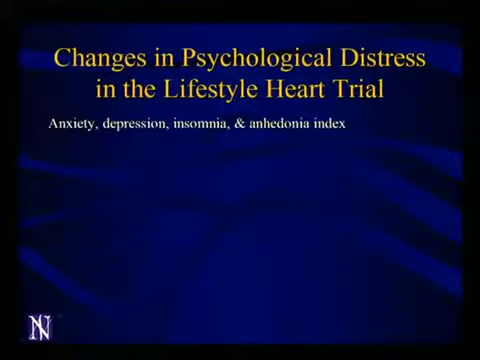 Changes in Psychological Distress
in the Lifestyle Heart Trial
Anxiety, depression, insomnia, & anhedonia index